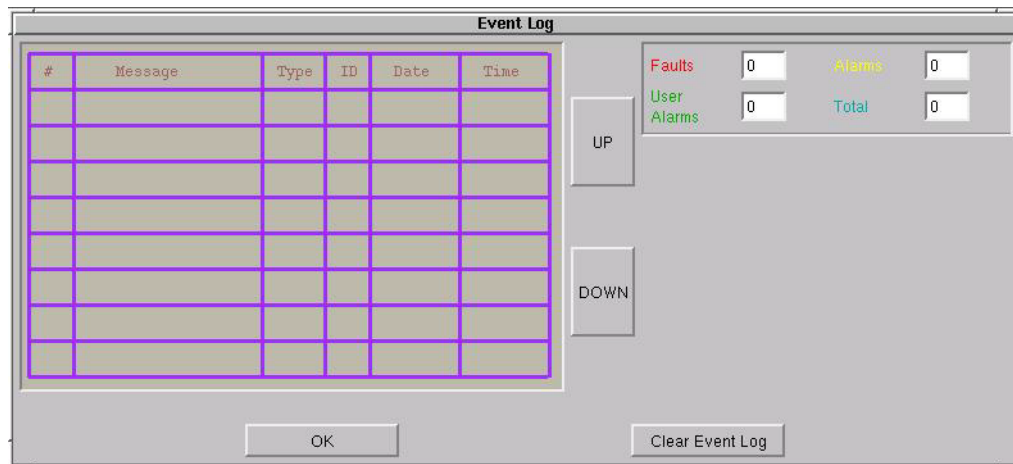 Event Log
# Message Type ID Date Time
Faults 0 Alarms 0
User Alarms 0 Total 0
UP
DOWN
OK Clear Event Log